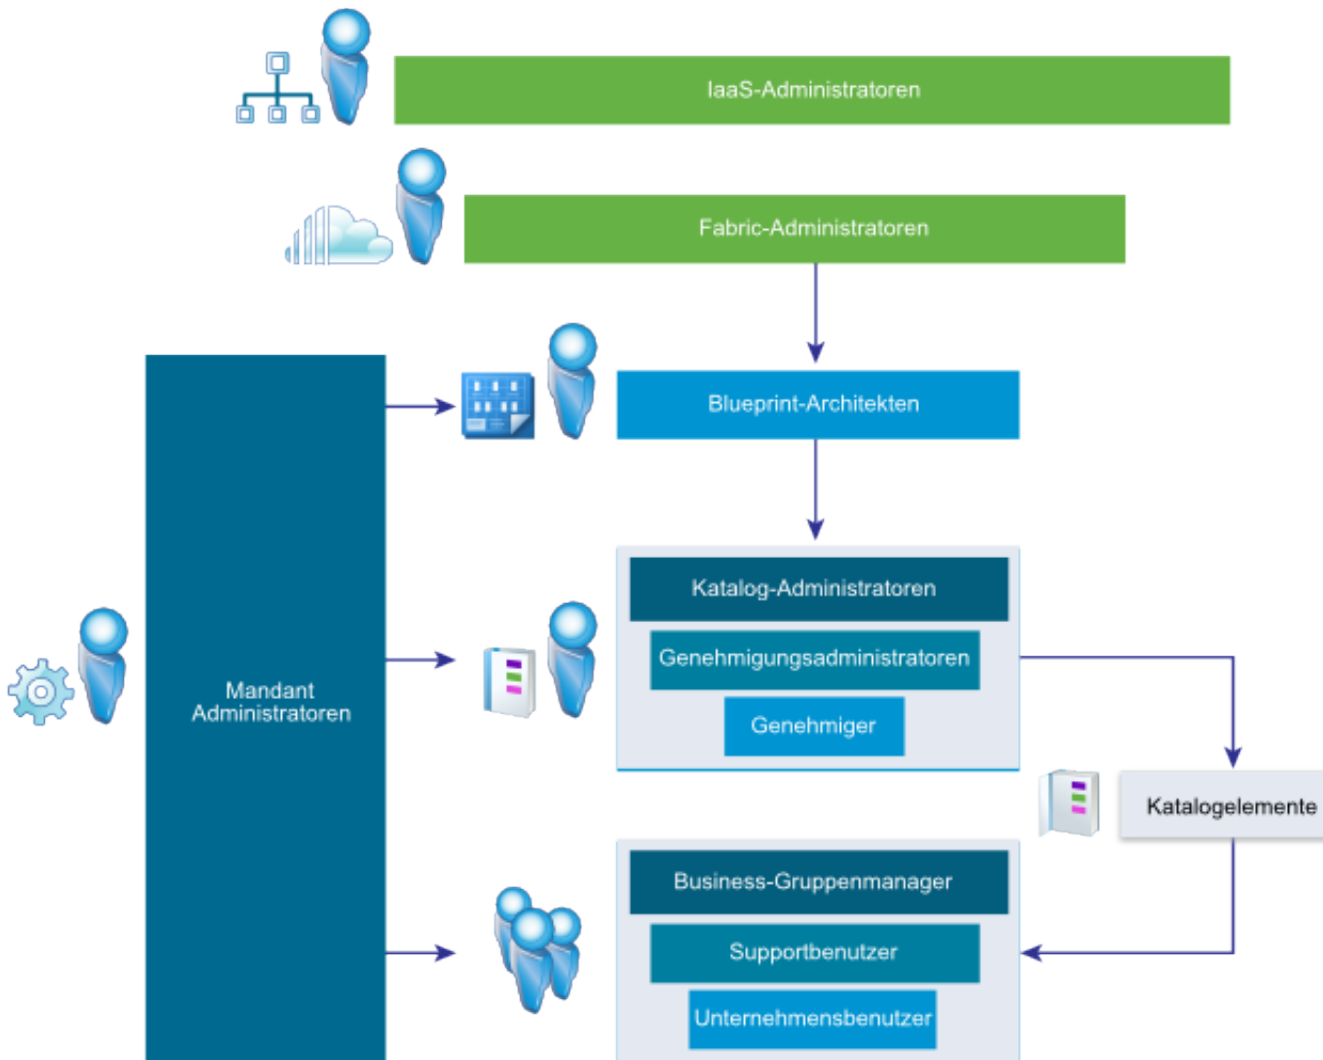 IaaS-Administratoren
Fabric-Administratoren
Blueprint-Architekten
Mandant
Administratoren
Katalog-Administratoren
Genehmigungsadministratoren
Genehmiger
Katalogelemente
Business-Gruppenmanager
Supportbenutzer
Unternehmensbenutzer